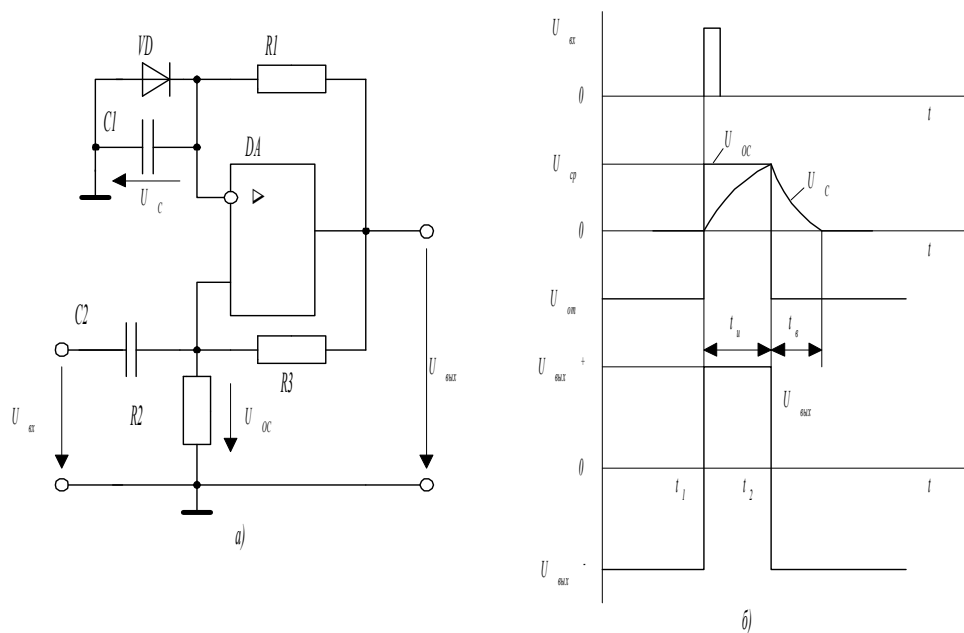 VD
R1
C1
DA
U C
C2
R3
R2
U вх
U ОС
U вых
а)
U вх
0
t
U ОС
U ср
U С
0
t
U от
t и
t в
U вых +
U вых
0
t 1
t 2
t
U вых -
б)